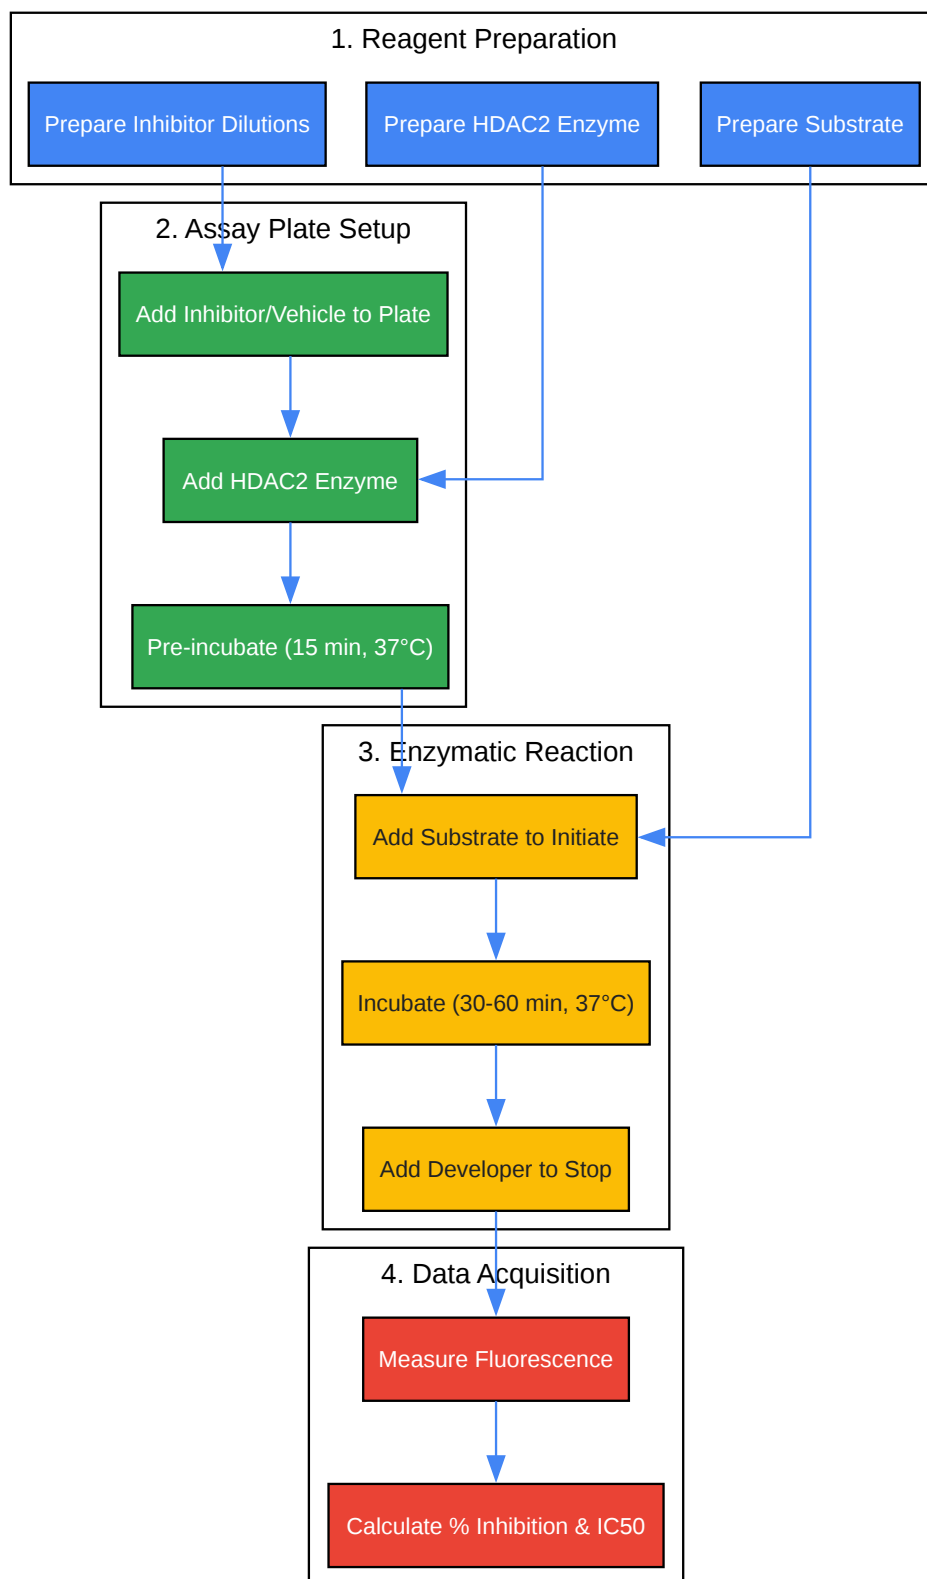 1. Reagent Preparation
Prepare Inhibitor Dilutions
Prepare HDAC2 Enzyme
Prepare Substrate
2. Assay Plate Setup
Add Inhibitor/Vehicle to Plate
Add HDAC2 Enzyme
Pre-incubate (15 min, 37°C)
3. Enzymatic Reaction
Add Substrate to Initiate
Incubate (30-60 min, 37°C)
Add Developer to Stop
4. Data Acquisition
Measure Fluorescence
Calculate % Inhibition & IC50